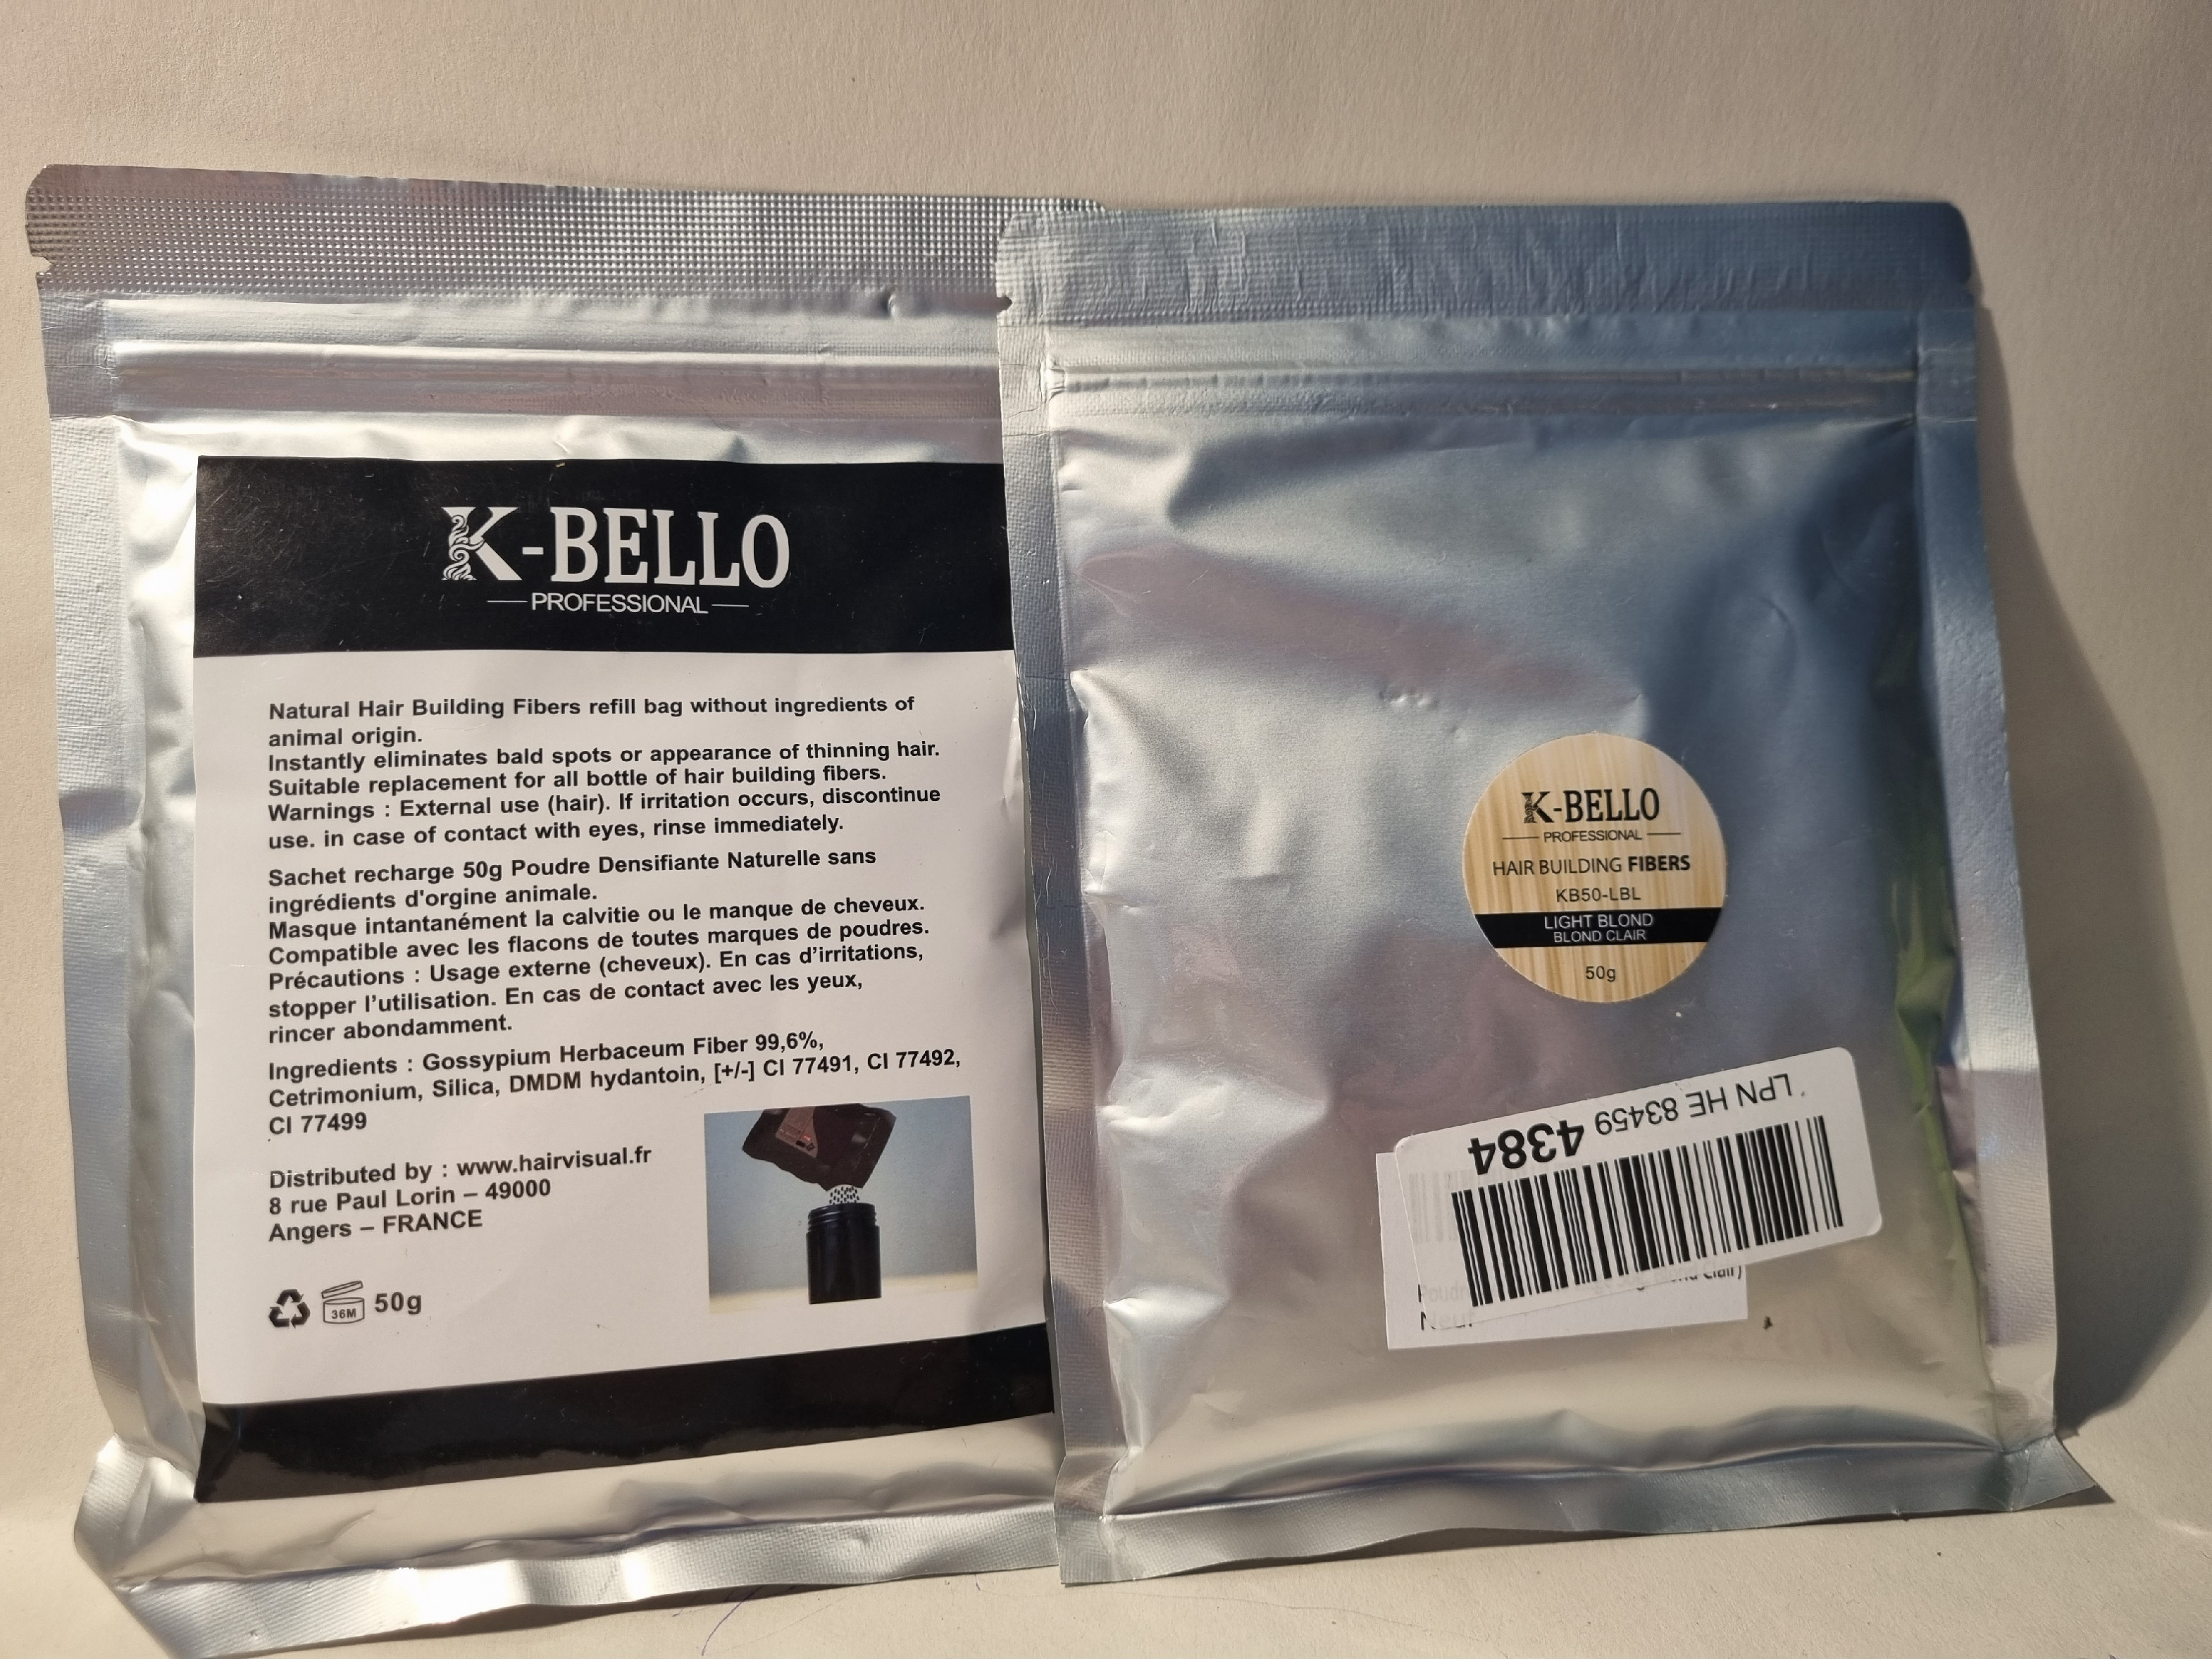 K-BELLO
PROFESSIONAL
Natural Hair Building Fibers refill bag without ingredients of
animal origin.
Instantly eliminates bald spots or appearance of thinning hair.
Suitable replacement for all bottle of hair building fibers.
Warnings : External use (hair). If irritation occurs, discontinue
use. in case of contact with eyes, rinse immediately.
Sachet recharge 50g Poudre Densifiante Naturelle sans
ingrédients d'orgine animale.
Masque intantanément la calvitie ou le manque de cheveux.
Compatible avec les flacons de toutes marques de poudres.
Précautions : Usage externe (cheveux). En cas d’irritations,
stopper l’utilisation. En cas de contact avec les yeux,
rincer abondamment.
Ingredients : Gossypium Herbaceum Fiber 99,6%,
Cetrimonium, Silica, DMDM hydantoin, [+/-] CI 77491, CI 77492,
CI 77499
Distributed by : www.hairvisual.fr
8 rue Paul Lorin – 49000
Angers – FRANCE
36M 50g
K-BELLO
PROFESSIONAL
HAIR BUILDING FIBERS
KB50-LBL
LIGHT BLOND
BLOND CLAIR
50g
LPN HE 83459 4384
Clair)
Neuf